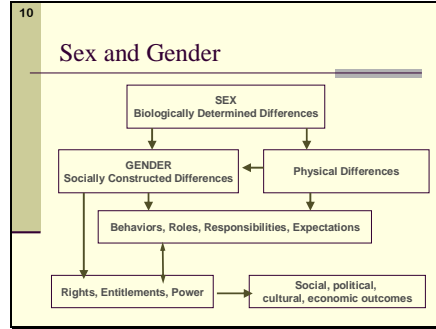 10
Sex and Gender
SEX
Biologically Determined Differences
GENDER
Socially Constructed Differences
Physical Differences
Behaviors, Roles, Responsibilities, Expectations
Rights, Entitlements, Power
Social, political,
cultural, economic outcomes